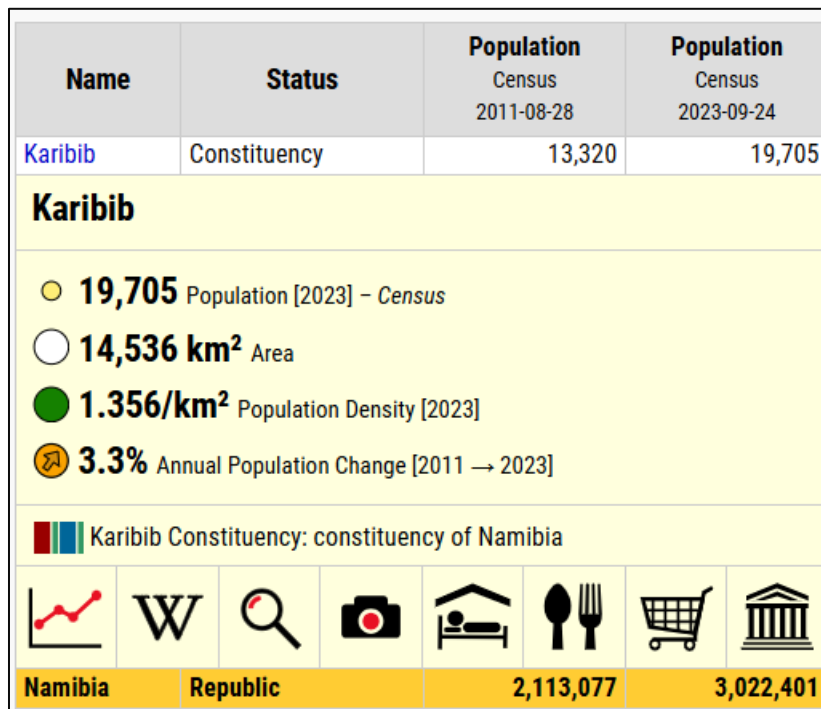 Name Status Population Census 2011-08-28 Population Census 2023-09-24
Karibib Constituency 13,320 19,705
Karibib
19,705 Population [2023] – Census
14,536 km² Area
1.356/km² Population Density [2023]
3.3% Annual Population Change [2011 → 2023]
Karibib Constituency: constituency of Namibia
W
Namibia Republic 2,113,077 3,022,401